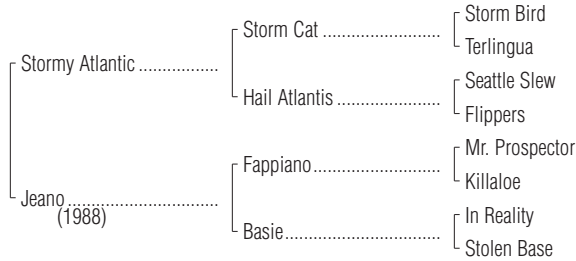 Storm Bird
Storm Cat ........................
Terlingua
Stormy Atlantic ................
Seattle Slew
Hail Atlantis .....................
Flippers
Mr. Prospector
Fappiano..........................
Killaloe
Jeano...............................
(1988)
In Reality
Basie................................
Stolen Base